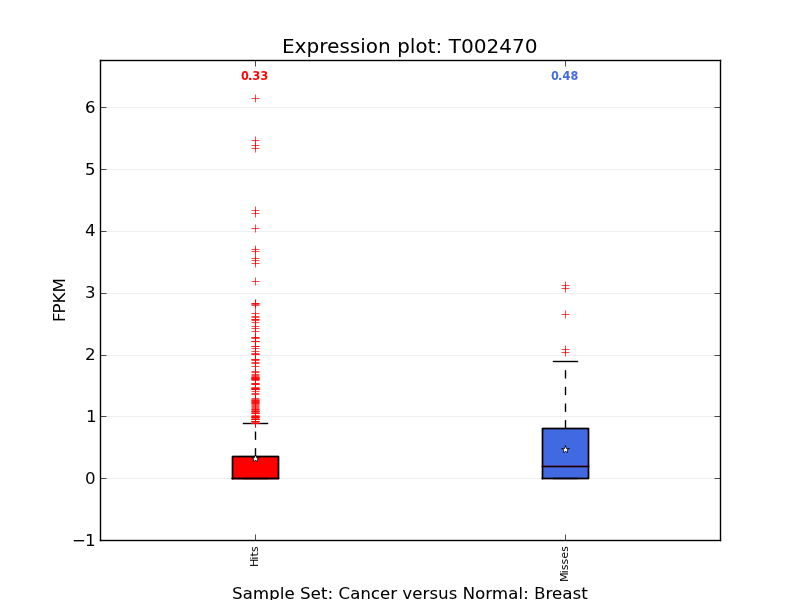 Expression plot: T002470
0.33
0.48
6
5
4
3
2
1
0
−1
FPKM
Hits
Misses
Sample Set: Cancer versus Normal: Breast